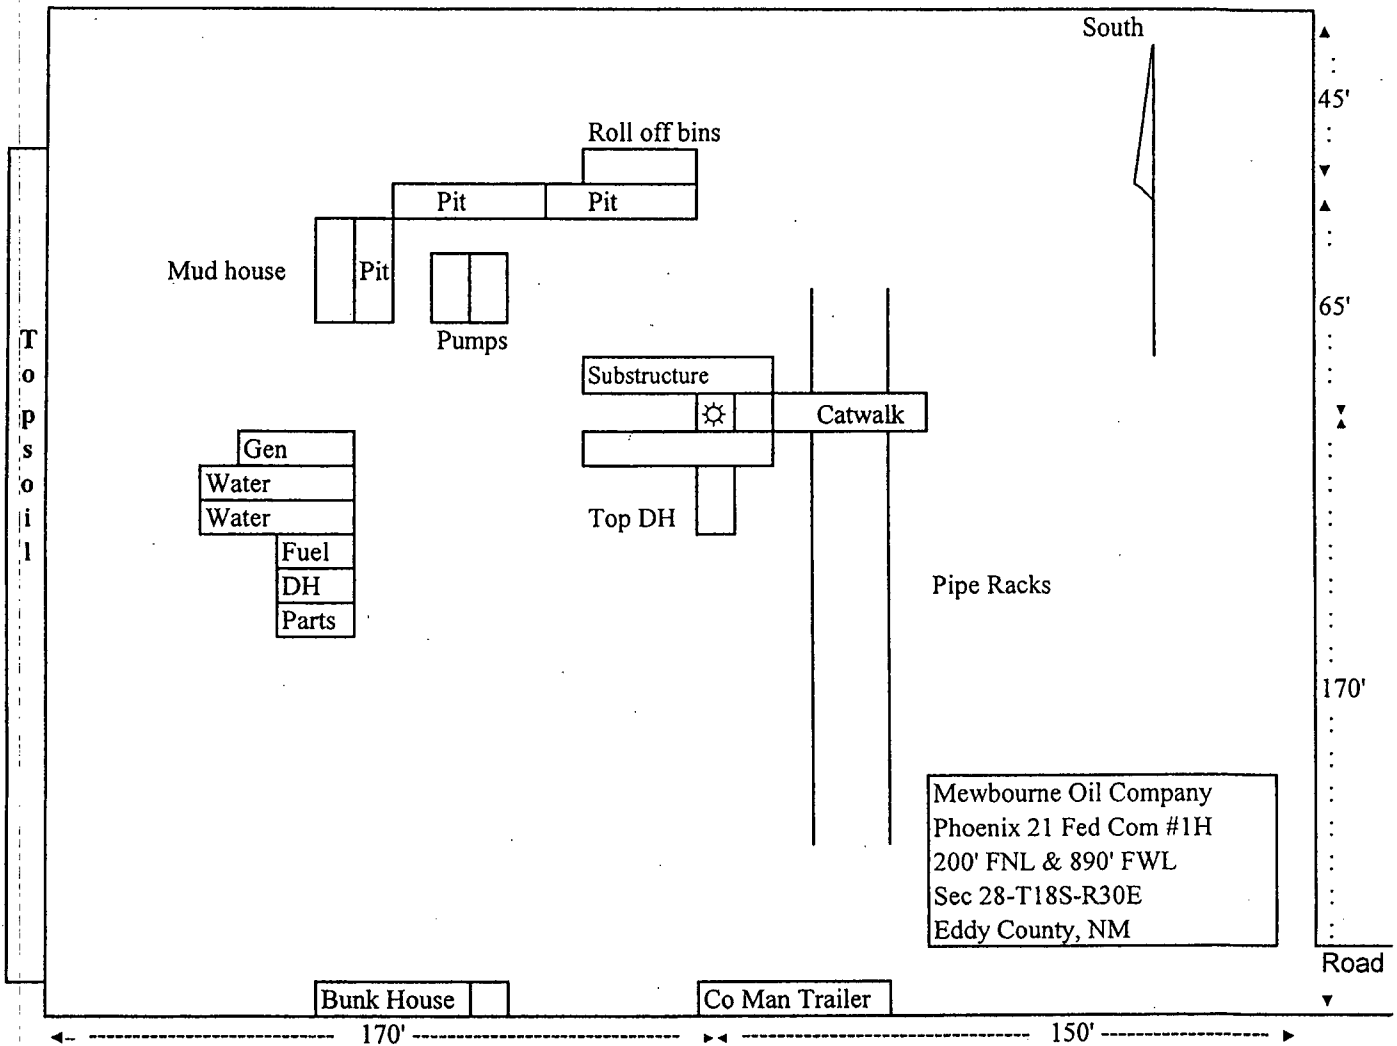 South
45'
Roll off bins
Pit Pit
Mud house Pit
65'
Pumps
Topsoil
Substructure
Catwalk
Gen
Water
Water
Top DH
Fuel
DH
Pipe Racks
Parts
170'
Mewbourne Oil Company
Phoenix 21 Fed Com #1H
200' FNL & 890' FWL
Sec 28-T18S-R30E
Eddy County, NM
Road
Bunk House
Co Man Trailer
170'
150'